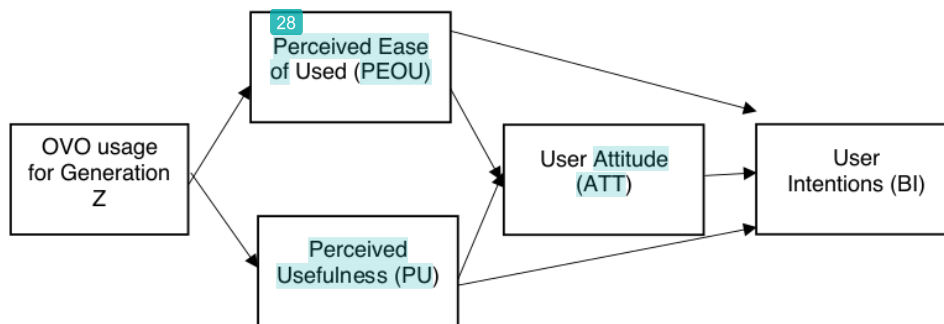 28
Perceived Ease
of Used (PEOU)
OVO usage
for Generation
Z
User Attitude
(ATT)
User
Intentions (BI)
Perceived
Usefulness (PU)